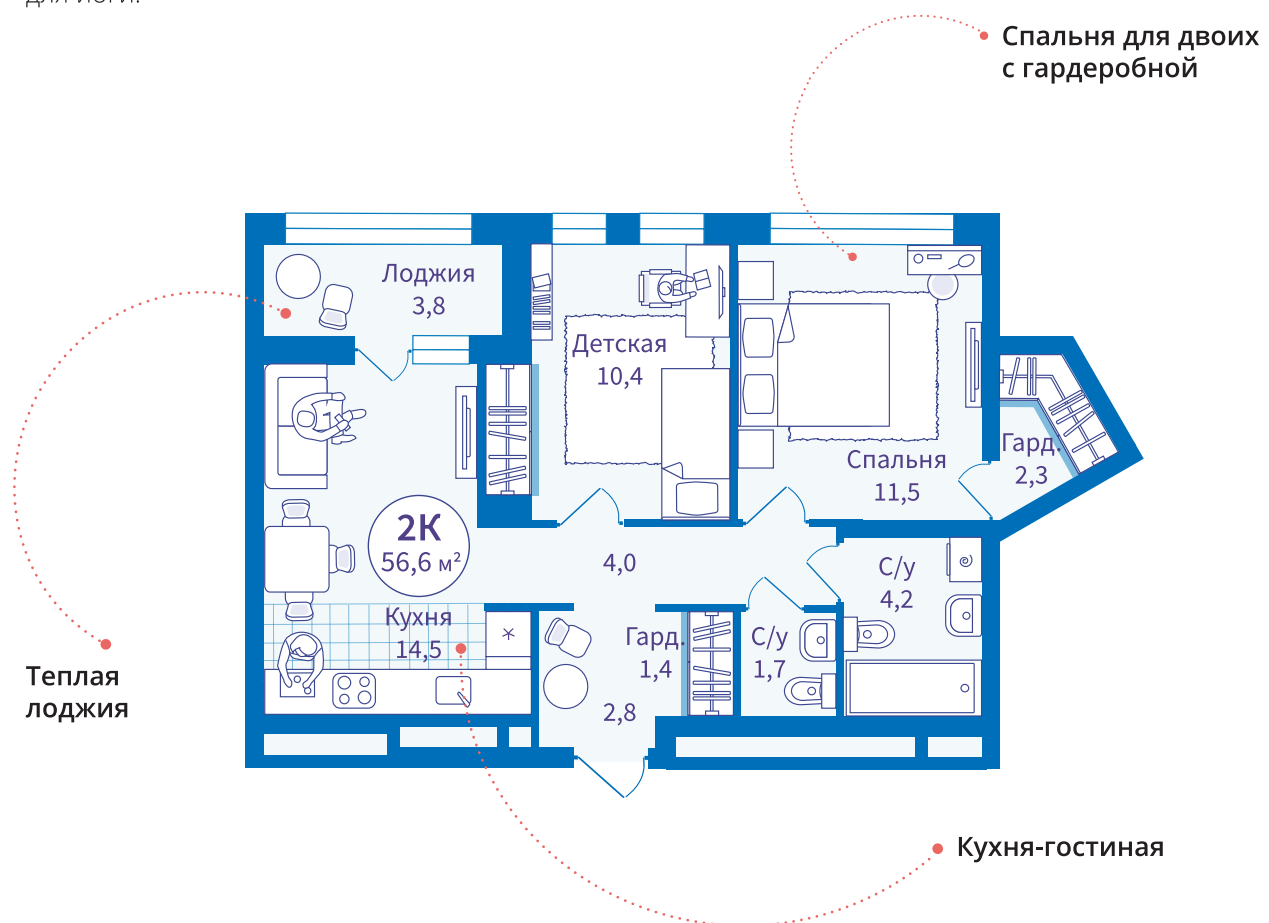 для йоги.
Спальня для двоих
с гардеробной
Лоджия
3,8
Детская
10,4
Спальня
11,5
Гард.
2,3
2К
56,6 м²
4,0
С/у
4,2
Кухня
14,5
Гард.
1,4
С/у
1,7
2,8
Теплая
лоджия
Кухня-гостиная